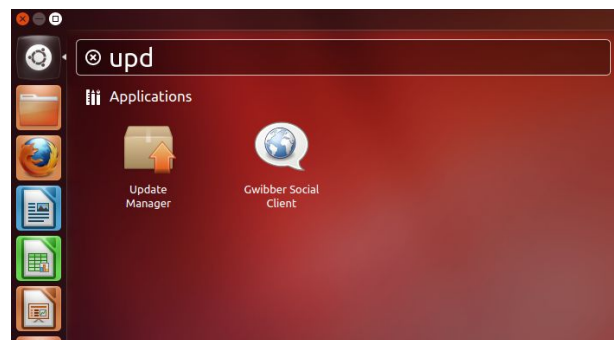 upd
Applications
Update
Manager
Gwibber Social
Client